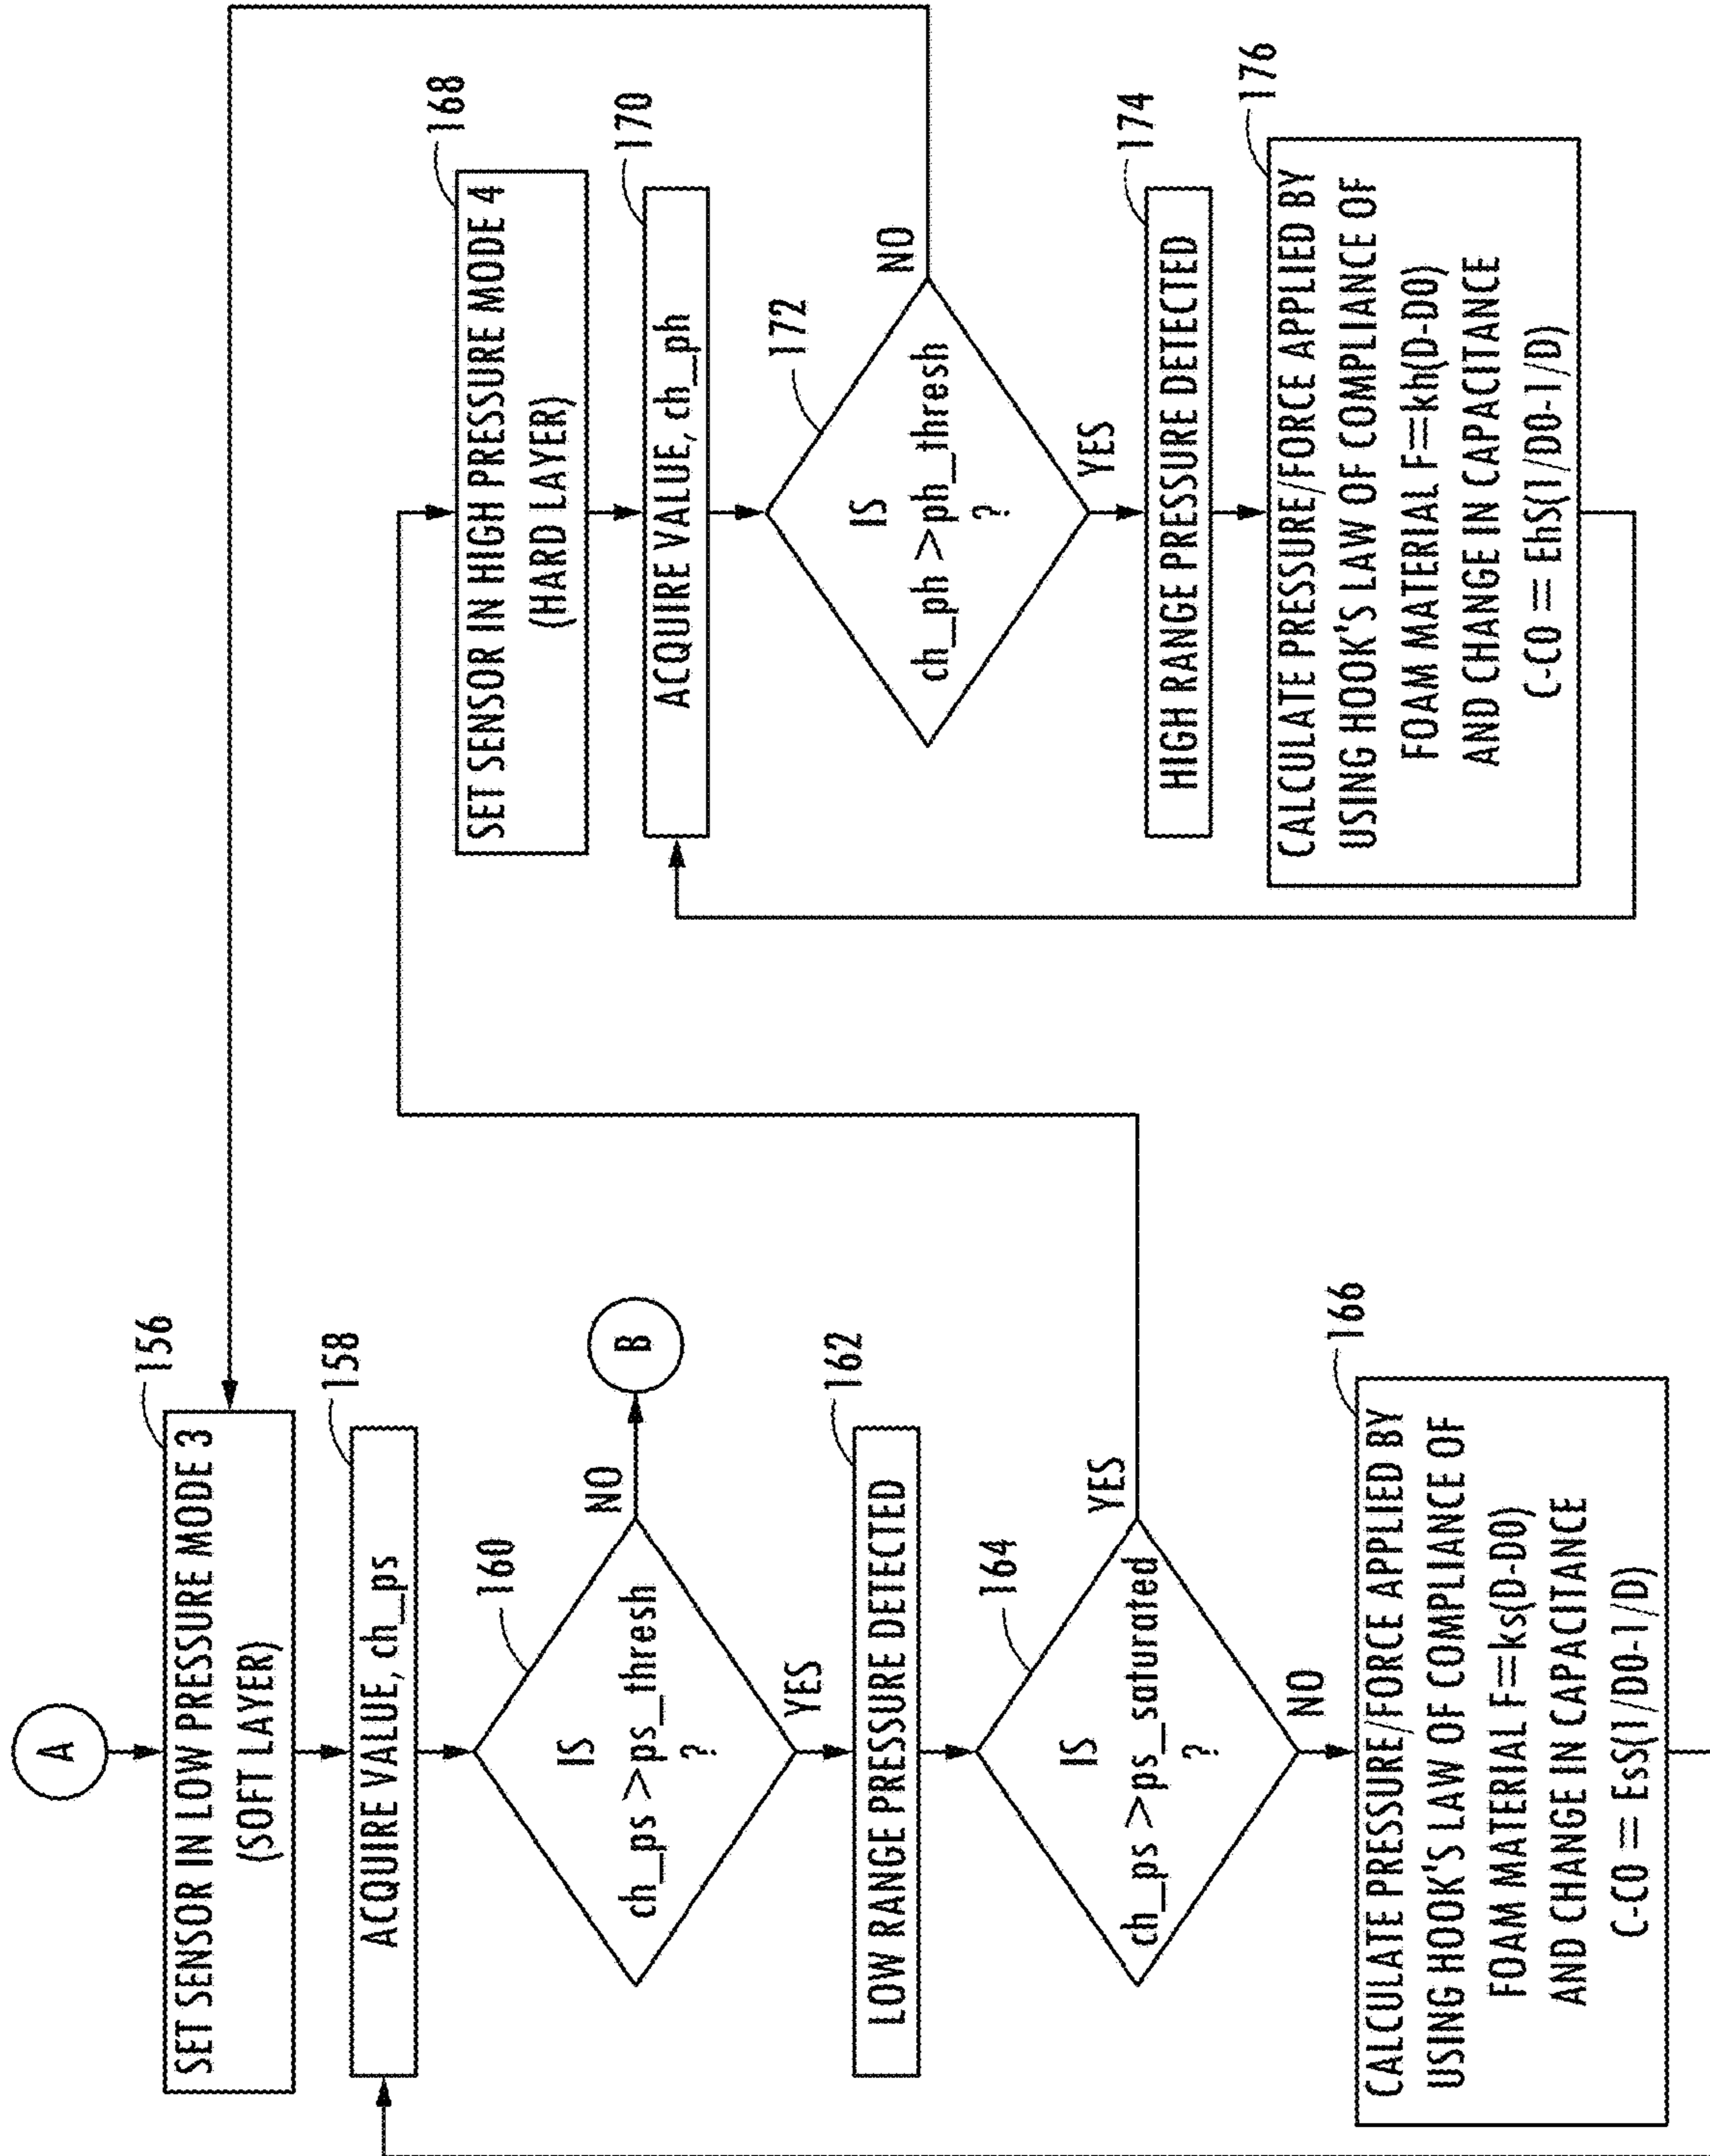 A
SET SENSOR IN LOW PRESSURE MODE 3
(SOFT LAYER)
156
ACQUIRE VALUE, ch_ps
158
IS
ch_ps >ps_thresh
?
160
NO
B
YES
LOW RANGE PRESSURE DETECTED
162
IS
ch_ps >ps_saturated
?
164
YES
NO
CALCULATE PRESSURE/FORCE APPLIED BY
USING HOOK'S LAW OF COMPLIANCE OF
FOAM MATERIAL F=ks(D-D0)
AND CHANGE IN CAPACITANCE
C-C0 = EsS(1/D0-1/D)
166
SET SENSOR IN HIGH PRESSURE MODE 4
(HARD LAYER)
168
ACQUIRE VALUE, ch_ph
170
IS
ch_ph >ph_thresh
?
172
NO
YES
HIGH RANGE PRESSURE DETECTED
174
CALCULATE PRESSURE/FORCE APPLIED BY
USING HOOK'S LAW OF COMPLIANCE OF
FOAM MATERIAL F=kh(D-D0)
AND CHANGE IN CAPACITANCE
C-C0 = EhS(1/D0-1/D)
176